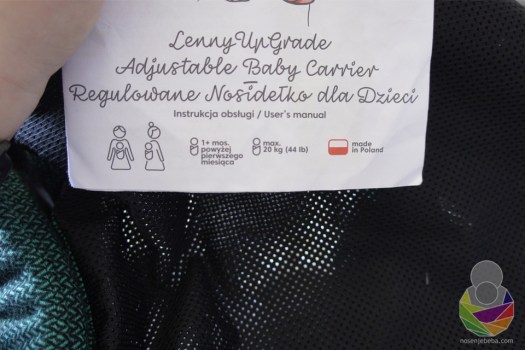 LennyUpGrade
Adjustable Baby Carrier
Regulowane Nosidełko dla Dzieci
Instrukcja obsługi / User's manual
1+ mos.
powyżej
pierwszego
miesiąca
max.
20 kg (44 lb)
made
in Poland
nosenjebeba.com